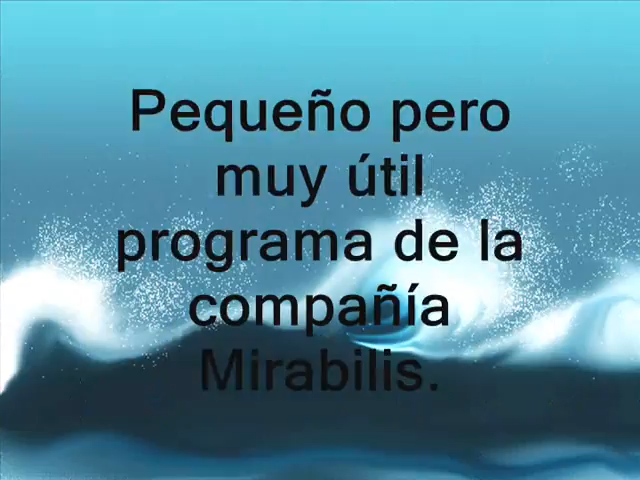 Pequeño pero
muy útil
programa de la
compañía
Mirabilis.